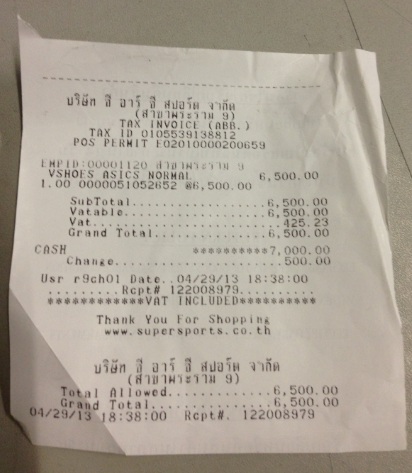 บริษัท ซี อาร์ ซี สปอร์ต จำกัด
(สาขาพระราม 9)
TAX INVOICE (ABB.)
TAX ID 0105539138812
POS PERMIT E02010000200659
EMPID:00001120 สาขาพระราม 9
VSHOES ASICS NORMAL 6,500.00
1.00 0000051052652 @6,500.00
SubTotal.................6,500.00
Vatable..................6,500.00
Vat........................425.23
Grand Total..............6,500.00
CASH **********7,000.00
Change.....................500.00
Usr r9ch01 Date..04/29/13 18:38:00
.........Rcpt# 122008979..........
************VAT INCLUDED**********
Thank You For Shopping
www.supersports.co.th
บริษัท ซี อาร์ ซี สปอร์ต จำกัด
(สาขาพระราม 9)
Total Allowed.............6,500.00
Grand Total...............6,500.00
04/29/13 18:38:00 Rcpt#. 122008979